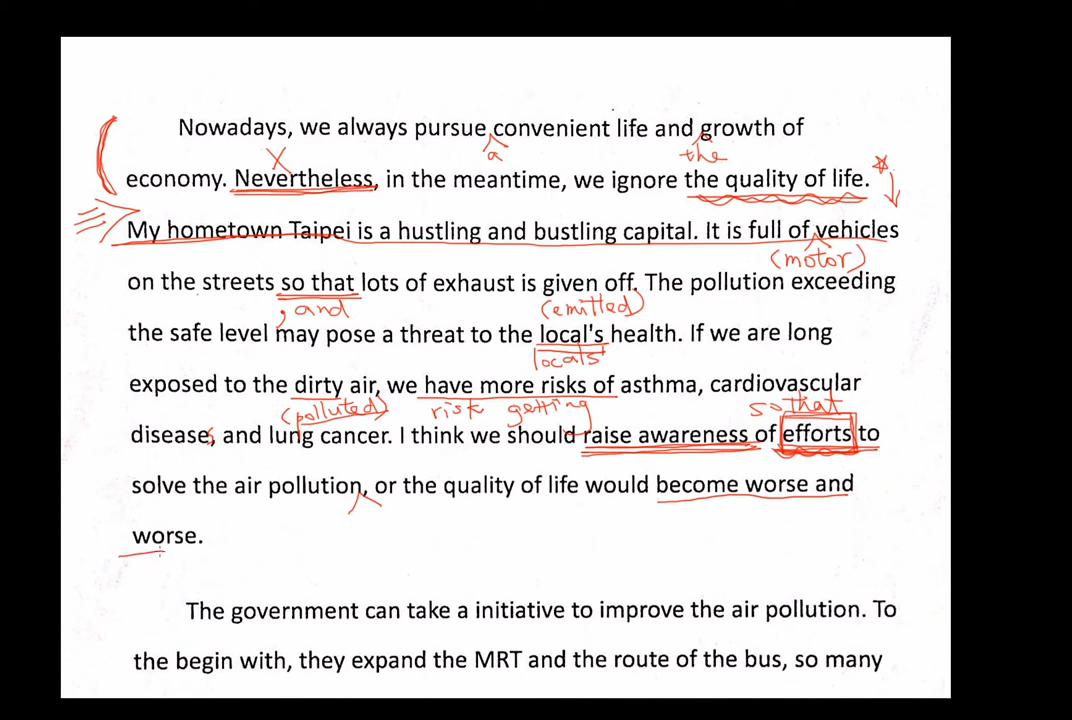 Nowadays, we always pursue convenient life and growth of
a the
X
economy. Nevertheless, in the meantime, we ignore the quality of life.
My hometown Taipei is a hustling and bustling capital. It is full of vehicles
(motor)
on the streets so that lots of exhaust is given off. The pollution exceeding
, and (emitted)
the safe level may pose a threat to the local's health. If we are long
locals'
exposed to the dirty air, we have more risks of asthma, cardiovascular
(polluted) risk getting so that
disease, and lung cancer. I think we should raise awareness of efforts to
s
solve the air pollution, or the quality of life would become worse and
worse.
The government can take a initiative to improve the air pollution. To
the begin with, they expand the MRT and the route of the bus, so many